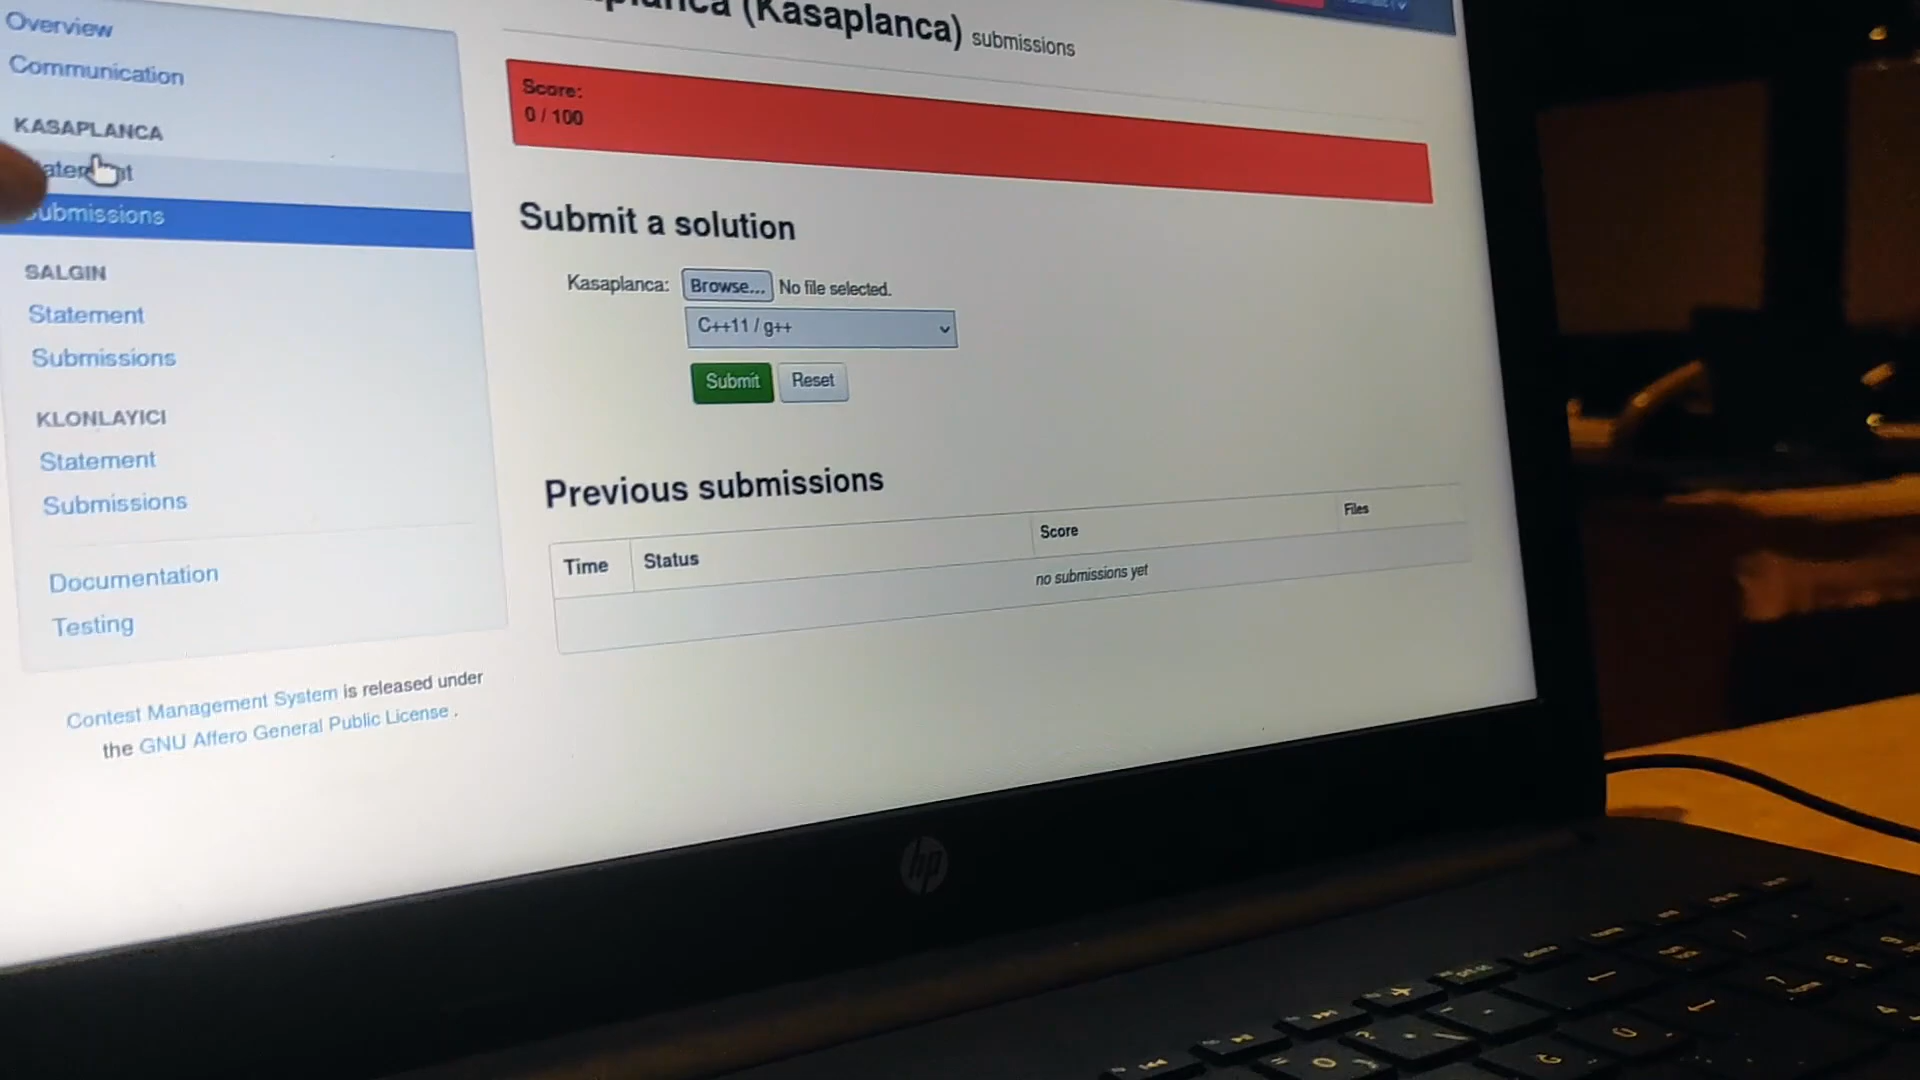 Overview
Communication
KASAPLANCA
Submissions
SALGIN
Statement
Submissions
KLONLAYICI
Statement
Submissions
Documentation
Testing
Contest Management System is released under
the GNU Affero General Public License .
(Kasaplanca) submissions
Score:
0 / 100
Submit a solution
Kasaplanca: Browse... No file selected.
C++11 / g++
Submit Reset
Previous submissions
Time Status Score Files
no submissions yet
hp